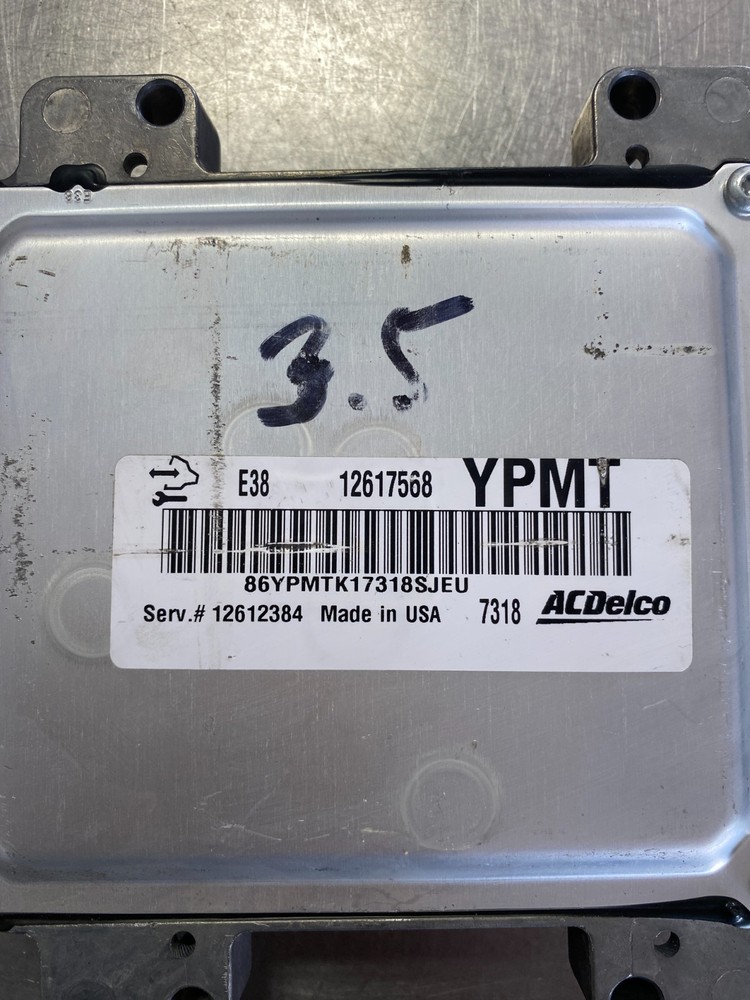 3.5
E38 12617568 YPMT
86YPMTK17318SJEU
Serv.# 12612384 Made in USA 7318 ACDelco